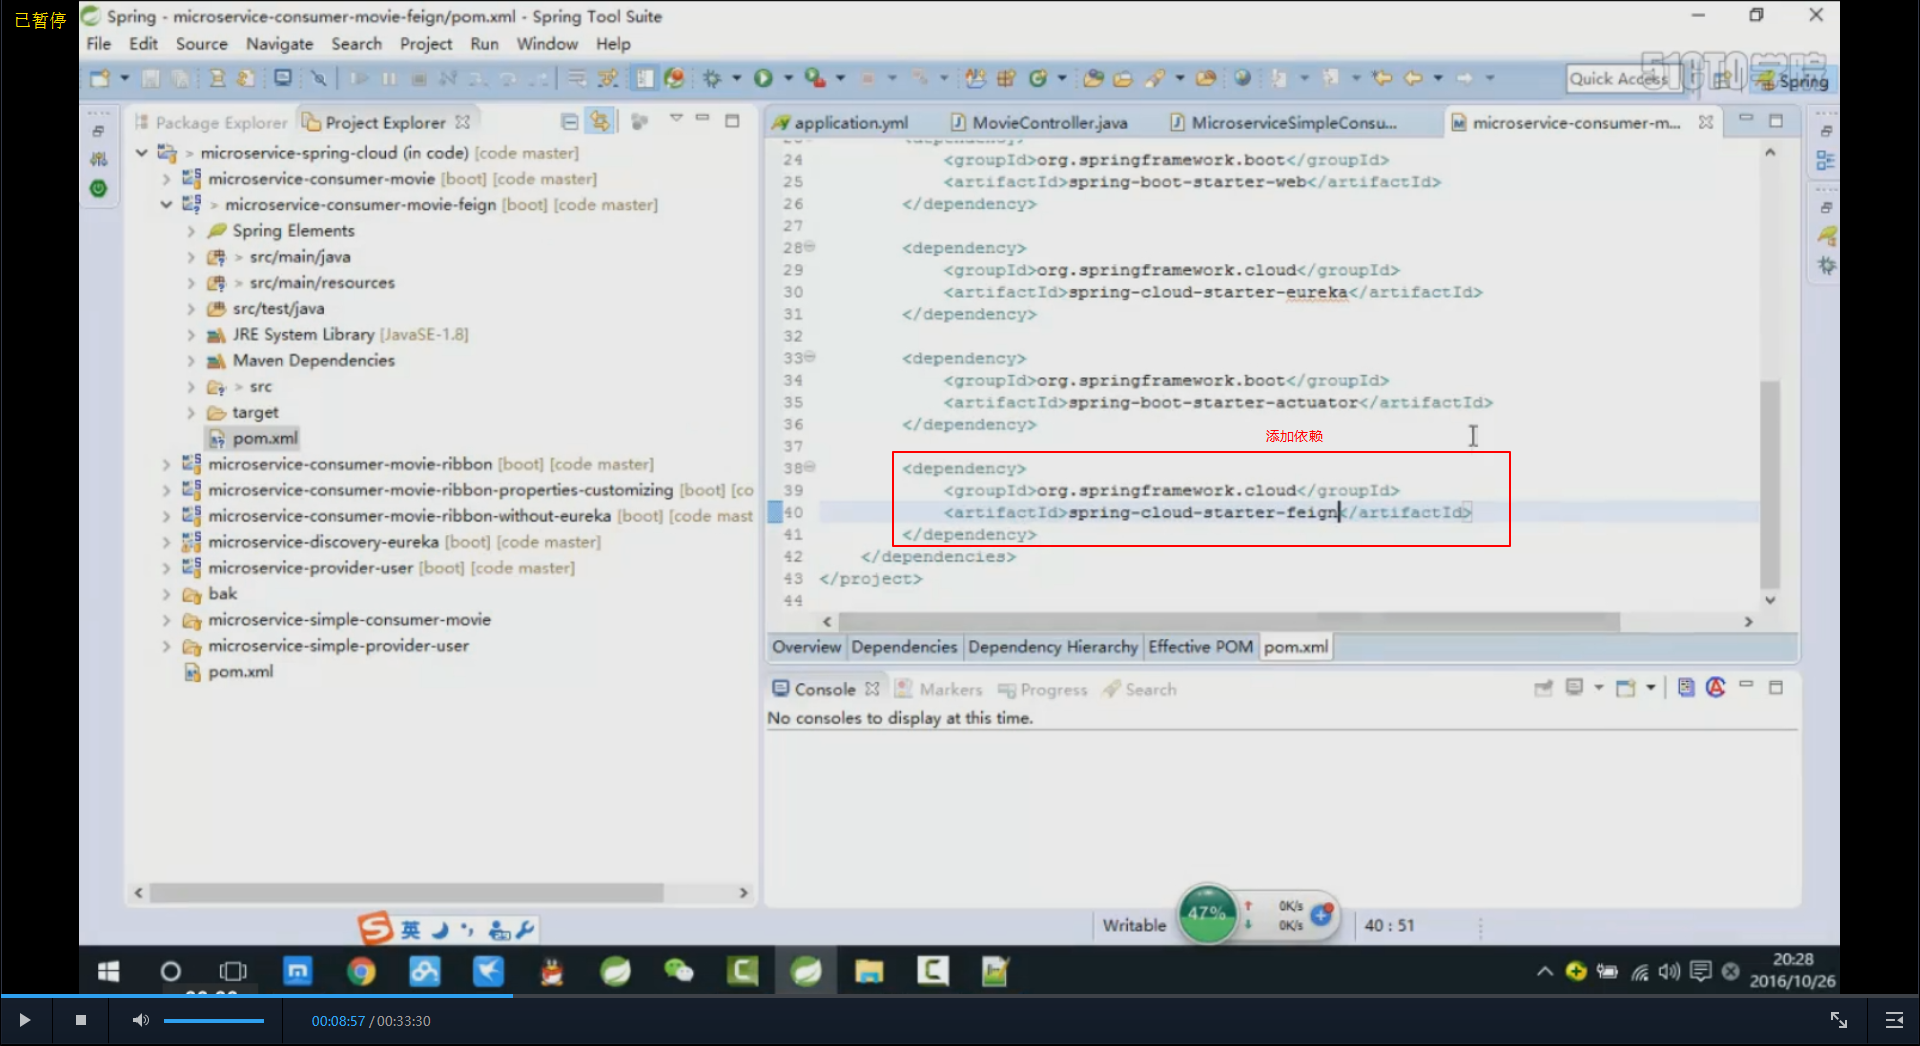 已暂停
Spring - microservice-consumer-movie-feign/pom.xml - Spring Tool Suite
File Edit Source Navigate Search Project Run Window Help
Quick Access
Spring
Package Explorer Project Explorer
application.yml MovieController.java MicroserviceSimpleConsu... microservice-consumer-m...
microservice-spring-cloud (in code) [code master]
microservice-consumer-movie [boot] [code master]
> microservice-consumer-movie-feign [boot] [code master]
Spring Elements
> src/main/java
> src/main/resources
src/test/java
JRE System Library [JavaSE-1.8]
Maven Dependencies
> src
target
pom.xml
microservice-consumer-movie-ribbon [boot] [code master]
microservice-consumer-movie-ribbon-properties-customizing [boot] [co
microservice-consumer-movie-ribbon-without-eureka [boot] [code mast
microservice-discovery-eureka [boot] [code master]
microservice-provider-user [boot] [code master]
bak
microservice-simple-consumer-movie
microservice-simple-provider-user
pom.xml
24 <groupId>org.springframework.boot</groupId>
25 <artifactId>spring-boot-starter-web</artifactId>
26 </dependency>
27
28 <dependency>
29 <groupId>org.springframework.cloud</groupId>
30 <artifactId>spring-cloud-starter-eureka</artifactId>
31 </dependency>
32
33 <dependency>
34 <groupId>org.springframework.boot</groupId>
35 <artifactId>spring-boot-starter-actuator</artifactId>
36 </dependency>
添加依赖
37
38 <dependency>
39 <groupId>org.springframework.cloud</groupId>
40 <artifactId>spring-cloud-starter-feign</artifactId>
41 </dependency>
42 </dependencies>
43 </project>
44
Overview Dependencies Dependency Hierarchy Effective POM pom.xml
Console Markers Progress Search
No consoles to display at this time.
英
Writable
47%
0K/s
0K/s
40 : 51
20:28
2016/10/26
00:08:57 / 00:33:30